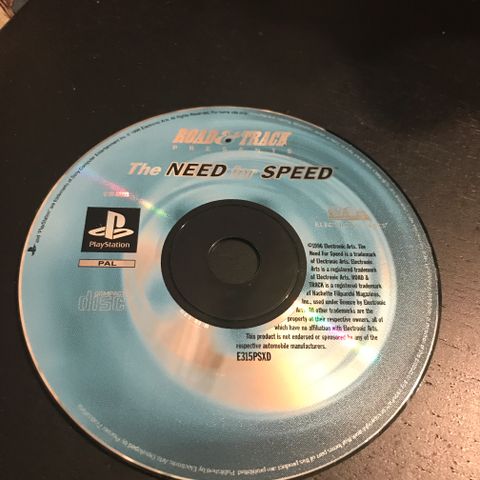 ROAD & TRACK
PRESENTS
The NEED for SPEED™
PlayStation
PAL
COMPACT
disc
©1996 Electronic Arts. The
Need For Speed is a trademark
of Electronic Arts. Electronic
Arts is a registered trademark
of Electronic Arts. ROAD &
TRACK is a registered trademark
of Hachette Filipacchi Magazines,
Inc., used under license by Electronic
Arts. All other trademarks are the
property of their respective owners, all of
which have no affiliation with Electronic Arts.
This product is not endorsed or sponsored by any of the
respective automobile manufacturers.
E315PSXD